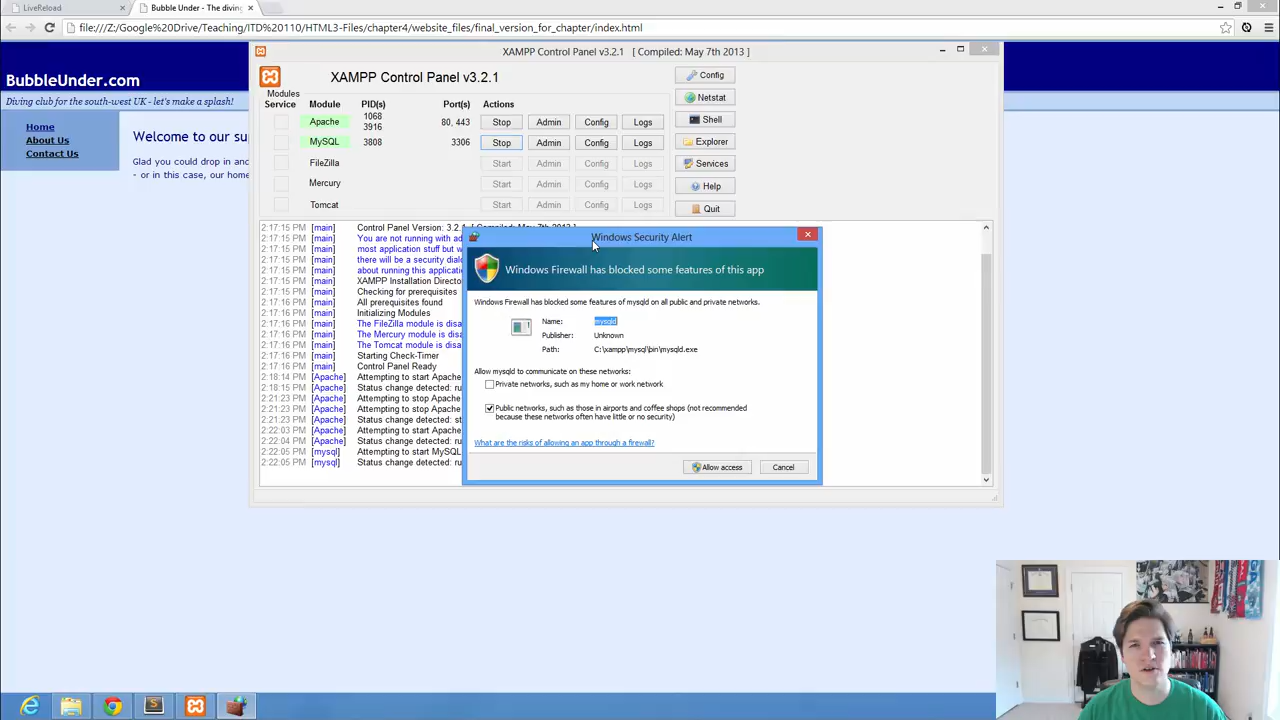 LiveReload
Bubble Under - The diving
file:///Z:/Google%20Drive/Teaching/ITD%20110/HTML3-Files/chapter4/website_files/final_version_for_chapter/index.html
BubbleUnder.com
Diving club for the south-west UK - let's make a splash!
Home
About Us
Contact Us
Welcome to our su
Glad you could drop in and
- or in this case, our home
XAMPP Control Panel v3.2.1 [ Compiled: May 7th 2013 ]
XAMPP Control Panel v3.2.1
Modules
Service Module PID(s) Port(s) Actions
Apache 1068 3916 80, 443 Stop Admin Config Logs
MySQL 3808 3306 Stop Admin Config Logs
FileZilla Start Admin Config Logs
Mercury Start Admin Config Logs
Tomcat Start Admin Config Logs
Config
Netstat
Shell
Explorer
Services
Help
Quit
2:17:15 PM [main] Control Panel Version: 3.2.1 [ Compiled: May 7th 2013 ]
2:17:15 PM [main] You are not running with ad
2:17:15 PM [main] most application stuff but w
2:17:15 PM [main] there will be a security dialo
2:17:15 PM [main] about running this applicatio
2:17:15 PM [main] XAMPP Installation Directo
2:17:15 PM [main] Checking for prerequisites
2:17:16 PM [main] All prerequisites found
2:17:16 PM [main] Initializing Modules
2:17:16 PM [main] The FileZilla module is disa
2:17:16 PM [main] The Mercury module is disa
2:17:16 PM [main] The Tomcat module is disa
2:17:16 PM [main] Starting Check-Timer
2:17:16 PM [main] Control Panel Ready
2:18:14 PM [Apache] Attempting to start Apache
2:18:15 PM [Apache] Status change detected: ru
2:21:23 PM [Apache] Attempting to stop Apache
2:21:23 PM [Apache] Attempting to stop Apache
2:21:23 PM [Apache] Status change detected: st
2:22:03 PM [Apache] Attempting to start Apache
2:22:04 PM [Apache] Status change detected: ru
2:22:05 PM [mysql] Attempting to start MySQL
2:22:05 PM [mysql] Status change detected: ru
Windows Security Alert
Windows Firewall has blocked some features of this app
Windows Firewall has blocked some features of mysqld on all public and private networks.
Name: mysqld
Publisher: Unknown
Path: C:\xampp\mysql\bin\mysqld.exe
Allow mysqld to communicate on these networks:
Private networks, such as my home or work network
Public networks, such as those in airports and coffee shops (not recommended
because these networks often have little or no security)
What are the risks of allowing an app through a firewall?
Allow access Cancel